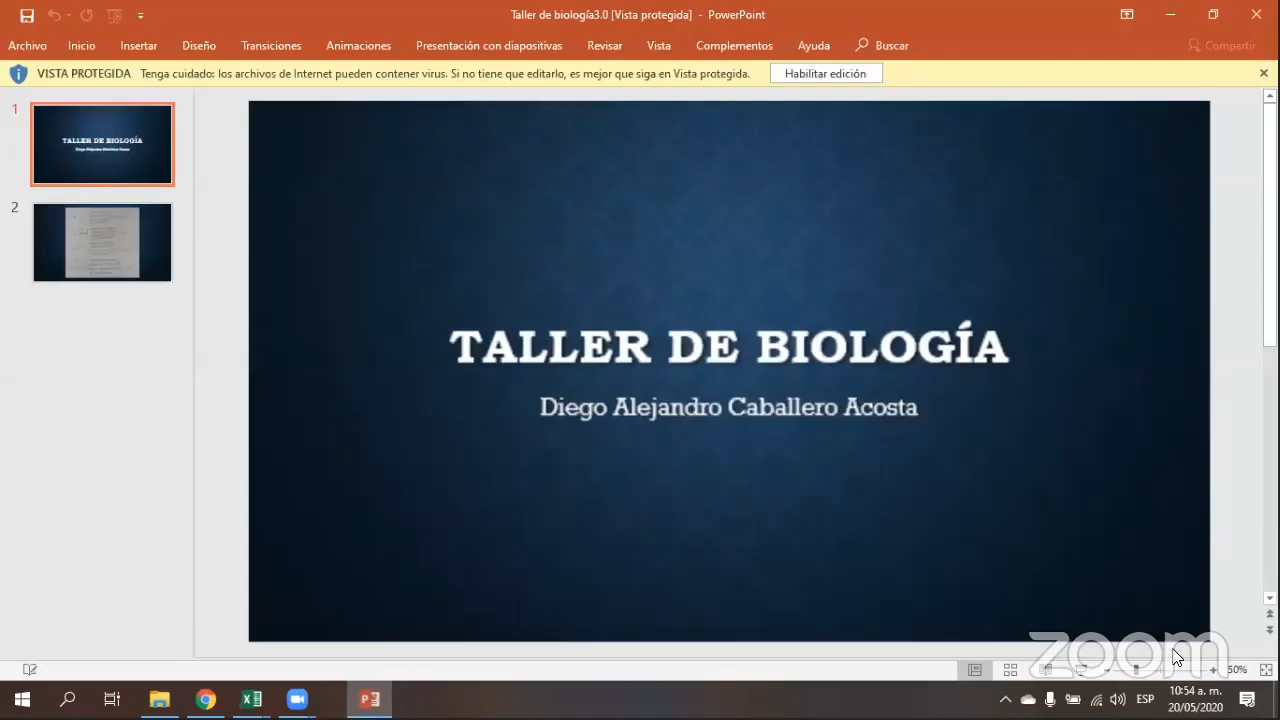 Taller de biología3.0 [Vista protegida] - PowerPoint
Archivo Inicio Insertar Diseño Transiciones Animaciones Presentación con diapositivas Revisar Vista Complementos Ayuda Buscar Compartir
VISTA PROTEGIDA Tenga cuidado: los archivos de Internet pueden contener virus. Si no tiene que editarlo, es mejor que siga en Vista protegida. Habilitar edición
1
TALLER DE BIOLOGÍA
2
TALLER DE BIOLOGÍA
Diego Alejandro Caballero Acosta
zoom
50%
ESP
10:54 a. m.
20/05/2020